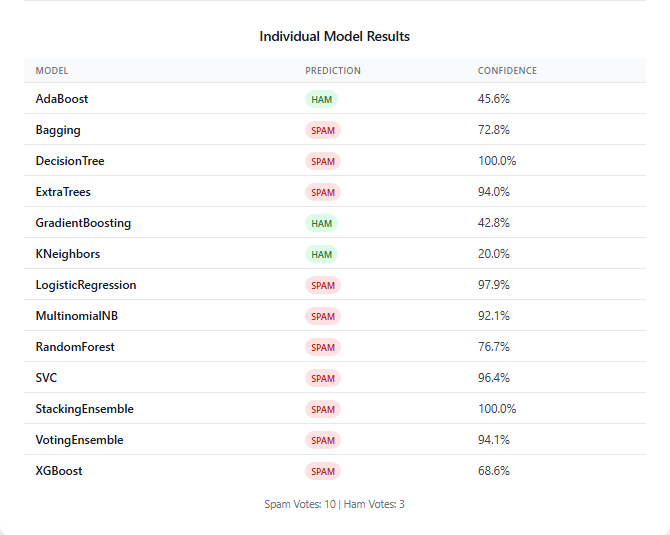 Individual Model Results
MODEL PREDICTION CONFIDENCE
AdaBoost HAM 45.6%
Bagging SPAM 72.8%
DecisionTree SPAM 100.0%
ExtraTrees SPAM 94.0%
GradientBoosting HAM 42.8%
KNeighbors HAM 20.0%
LogisticRegression SPAM 97.9%
MultinomialNB SPAM 92.1%
RandomForest SPAM 76.7%
SVC SPAM 96.4%
StackingEnsemble SPAM 100.0%
VotingEnsemble SPAM 94.1%
XGBoost SPAM 68.6%
Spam Votes: 10 | Ham Votes: 3